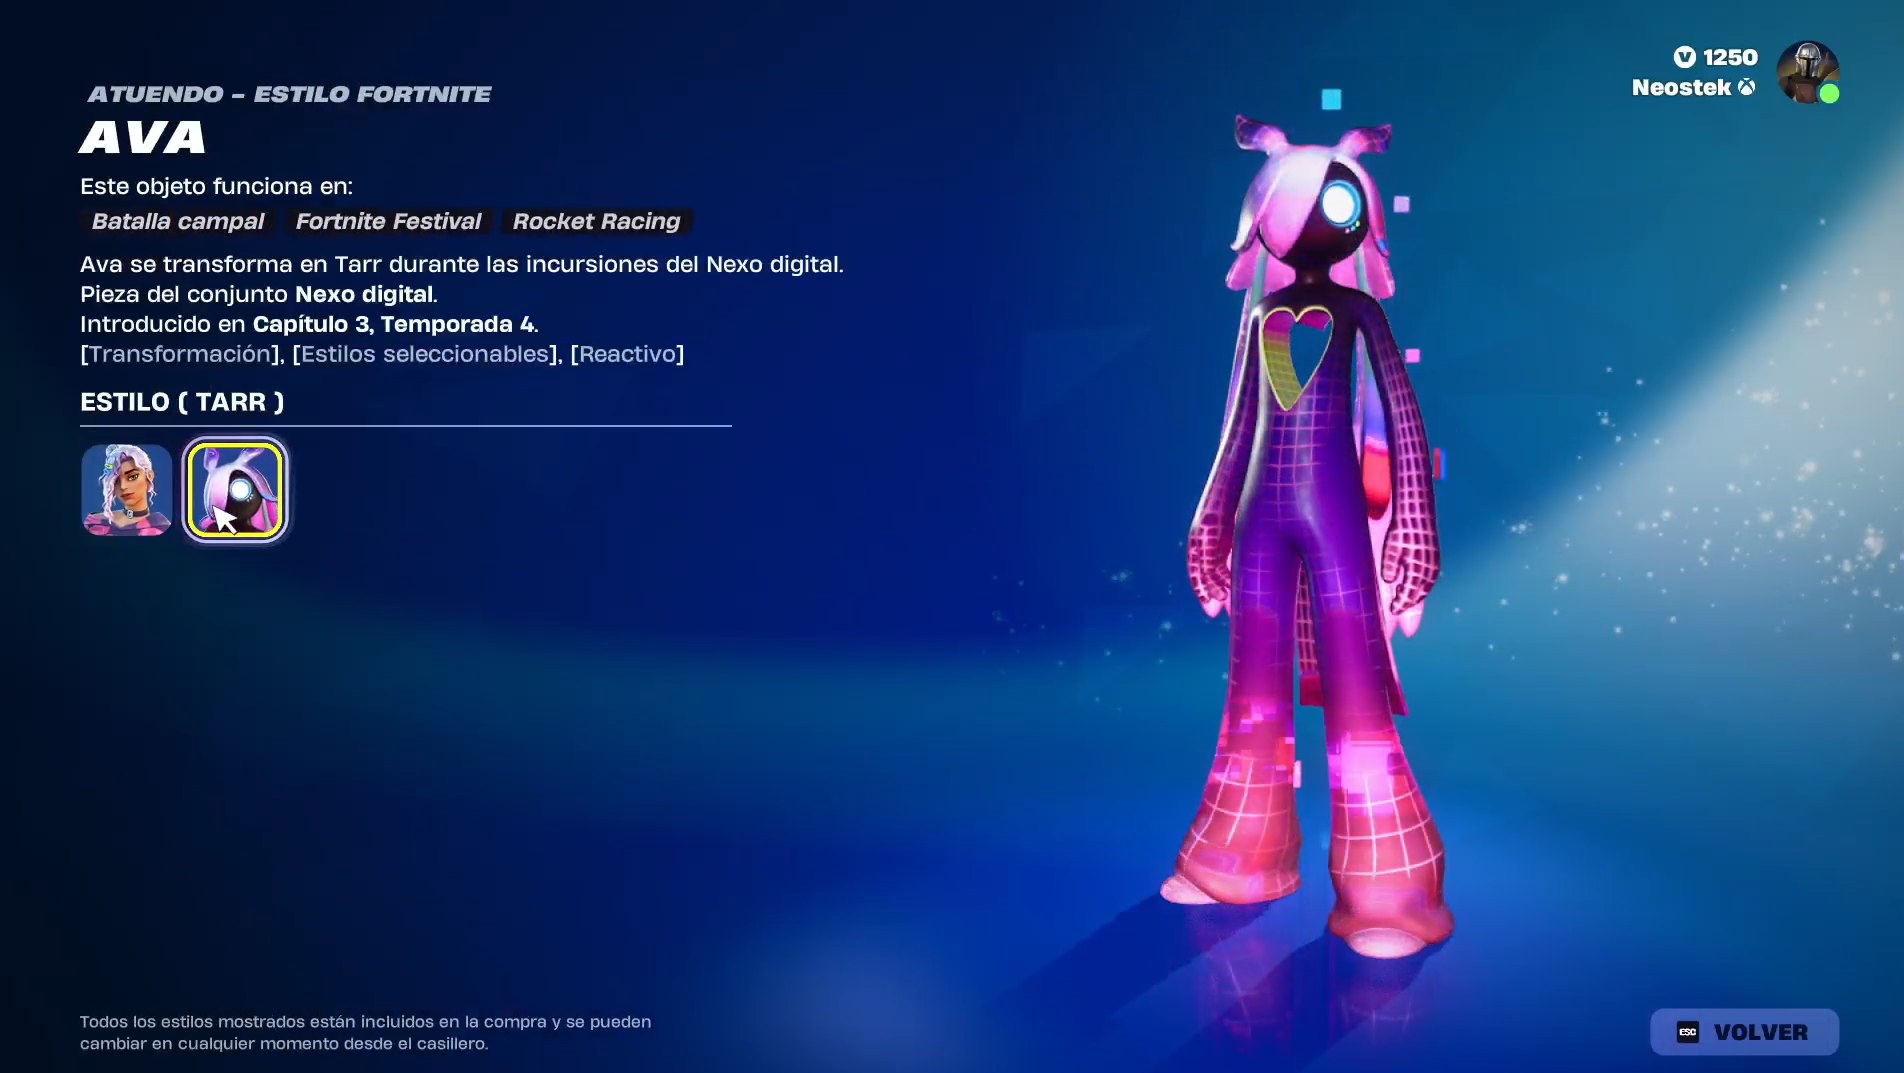 ATUENDO - ESTILO FORTNITE
AVA
Este objeto funciona en:
Batalla campal Fortnite Festival Rocket Racing
Ava se transforma en Tarr durante las incursiones del Nexo digital.
Pieza del conjunto Nexo digital.
Introducido en Capítulo 3, Temporada 4.
[Transformación], [Estilos seleccionables], [Reactivo]
ESTILO ( TARR )
Todos los estilos mostrados están incluidos en la compra y se pueden
cambiar en cualquier momento desde el casillero.
V 1250
Neostek
ESC VOLVER